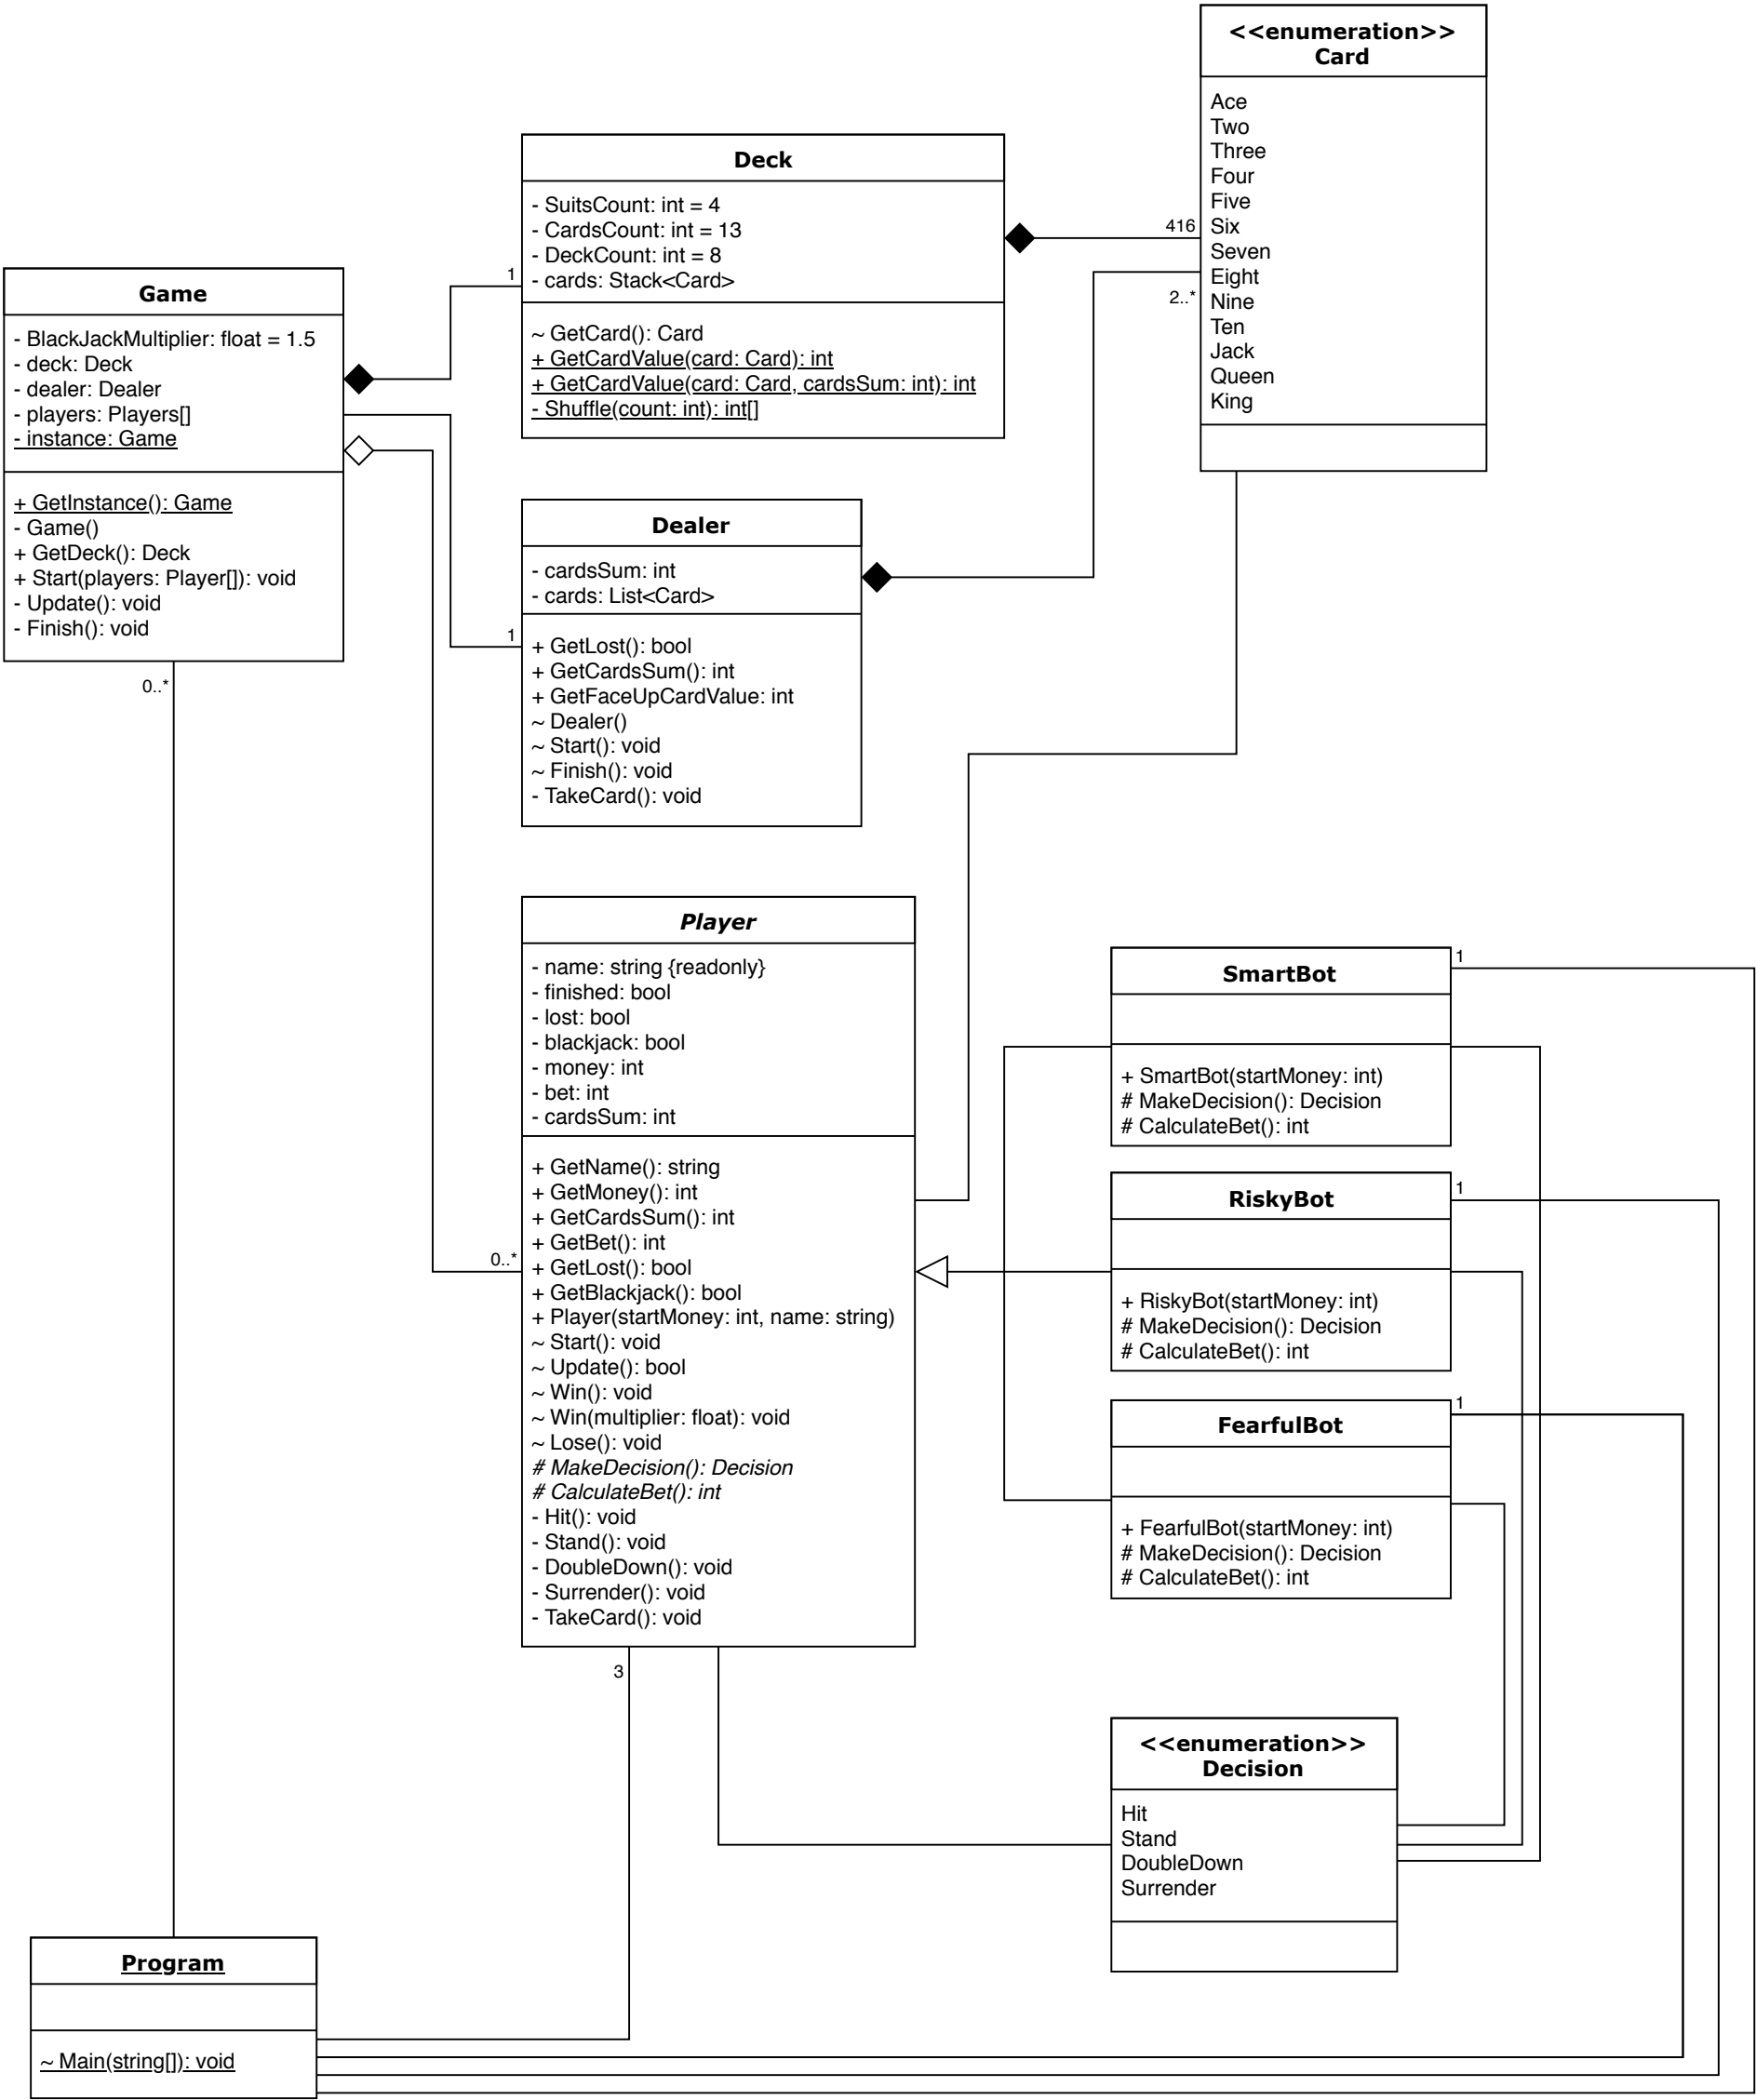 <<enumeration>>
Card
Ace
Two
Three
Four
Five
Six
Seven
Eight
Nine
Ten
Jack
Queen
King
416
2..*
Deck
- SuitsCount: int = 4
- CardsCount: int = 13
- DeckCount: int = 8
- cards: Stack<Card>
~ GetCard(): Card
+ GetCardValue(card: Card): int
+ GetCardValue(card: Card, cardsSum: int): int
- Shuffle(count: int): int[]
1
Game
- BlackJackMultiplier: float = 1.5
- deck: Deck
- dealer: Dealer
- players: Players[]
- instance: Game
+ GetInstance(): Game
- Game()
+ GetDeck(): Deck
+ Start(players: Player[]): void
- Update(): void
- Finish(): void
0..*
Dealer
- cardsSum: int
- cards: List<Card>
+ GetLost(): bool
+ GetCardsSum(): int
+ GetFaceUpCardValue: int
~ Dealer()
~ Start(): void
~ Finish(): void
- TakeCard(): void
1
Player
- name: string {readonly}
- finished: bool
- lost: bool
- blackjack: bool
- money: int
- bet: int
- cardsSum: int
+ GetName(): string
+ GetMoney(): int
+ GetCardsSum(): int
+ GetBet(): int
+ GetLost(): bool
+ GetBlackjack(): bool
+ Player(startMoney: int, name: string)
~ Start(): void
~ Update(): bool
~ Win(): void
~ Win(multiplier: float): void
~ Lose(): void
# MakeDecision(): Decision
# CalculateBet(): int
- Hit(): void
- Stand(): void
- DoubleDown(): void
- Surrender(): void
- TakeCard(): void
0..*
3
SmartBot
+ SmartBot(startMoney: int)
# MakeDecision(): Decision
# CalculateBet(): int
1
RiskyBot
+ RiskyBot(startMoney: int)
# MakeDecision(): Decision
# CalculateBet(): int
1
FearfulBot
+ FearfulBot(startMoney: int)
# MakeDecision(): Decision
# CalculateBet(): int
1
<<enumeration>>
Decision
Hit
Stand
DoubleDown
Surrender
Program
~ Main(string[]): void